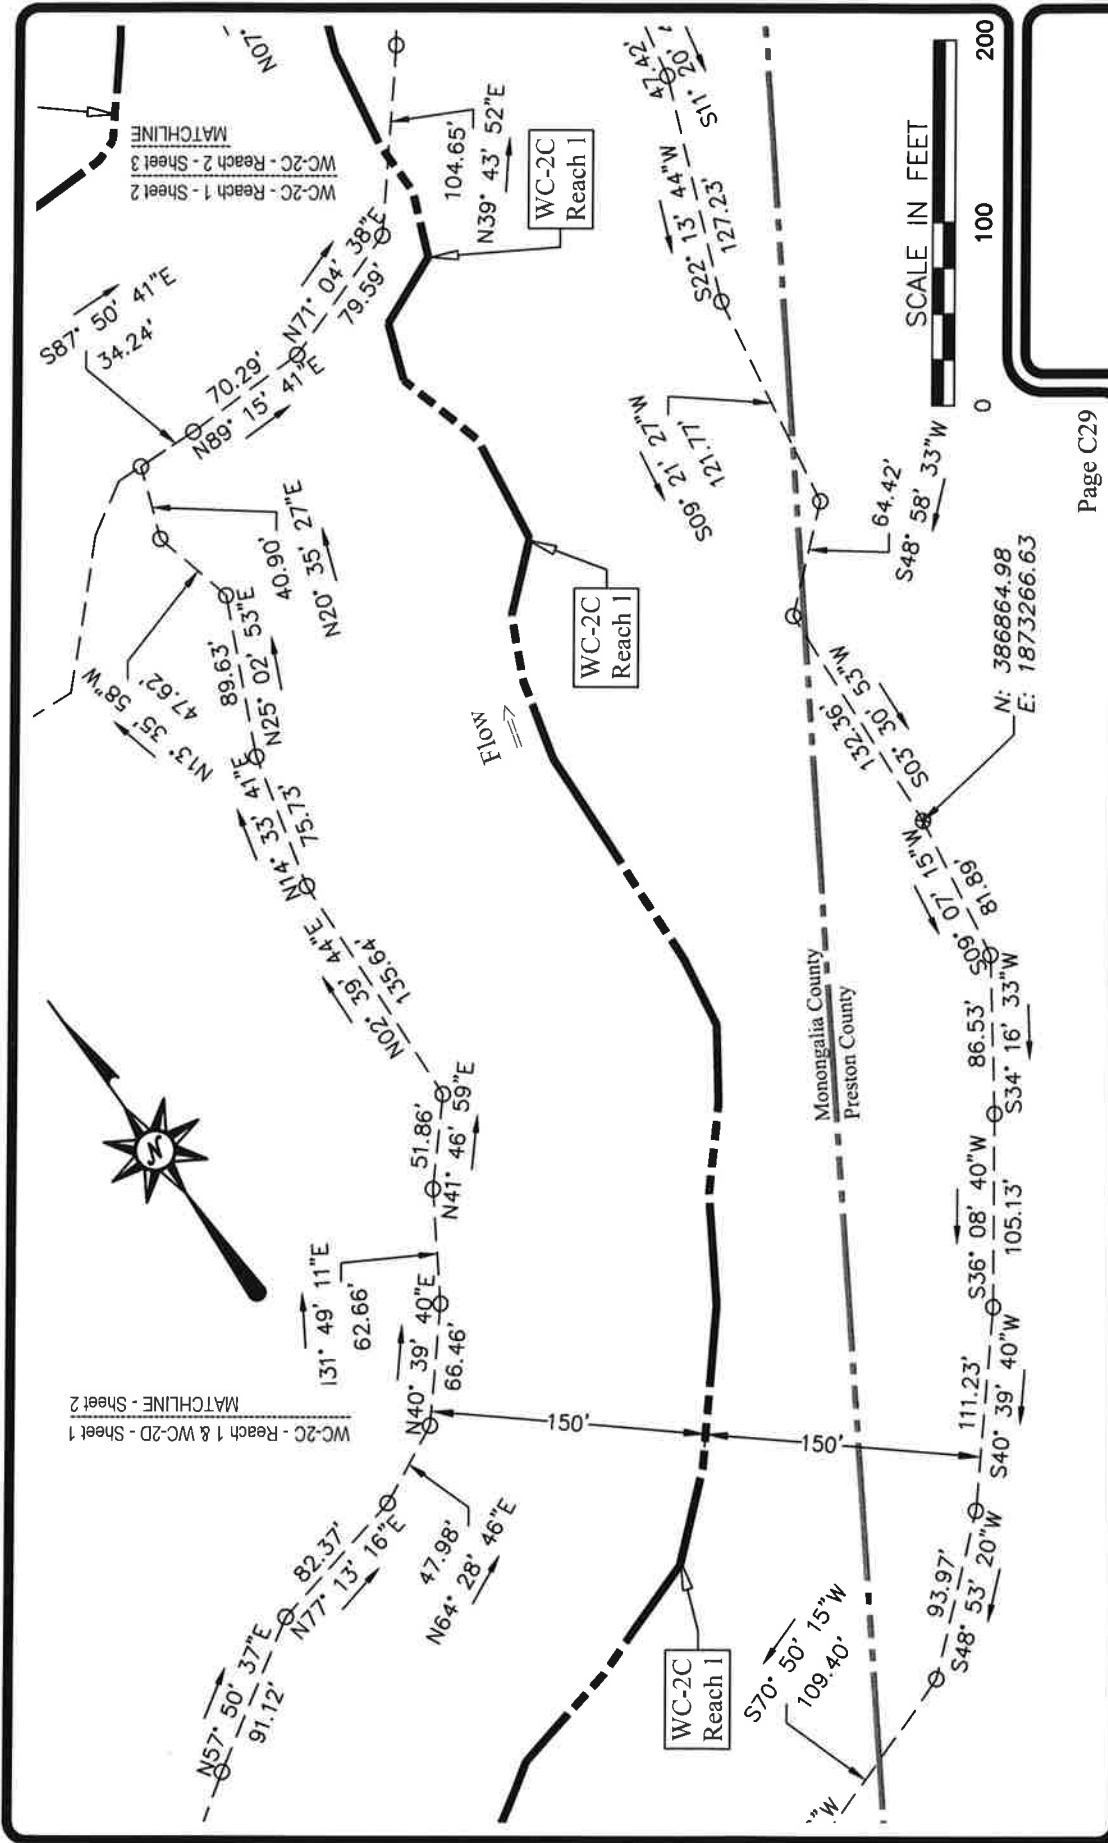 WC-2C - Reach 1 & WC-2D - Sheet 1
MATCHLINE - Sheet 2
WC-2C - Reach 1 - Sheet 2
WC-2C - Reach 2 - Sheet 3
MATCHLINE
N57° 50' 37"E
91.12'
82.37'
N77° 13' 16"E
47.98'
N64° 28' 46"E
N40° 39' 40"E
66.46'
131° 49' 11"E
62.66'
51.86'
N41° 46' 59"E
N02° 39' 44"E
135.64'
N14° 33' 41"E
75.73'
89.63'
N25° 02' 53"E
N13° 35' 58"W
47.62'
40.90'
N20° 35' 27"E
S87° 50' 41"E
34.24'
70.29'
N89° 15' 41"E
N71° 04' 38"E
79.59'
104.65'
N39° 43' 52"E
N07°
N
WC-2C
Reach 1
WC-2C
Reach 1
WC-2C
Reach 1
Flow
150'
150'
Monongalia County
Preston County
47.42'
S11° 20'
S22° 13' 44"W
127.23'
S09° 21' 27"W
121.77'
64.42'
S48° 58' 33"W
132.36'
S03° 30' 53"W
N: 386864.98
E: 1873266.63
S09° 07' 15"W
81.89'
86.53'
S34° 16' 33"W
S36° 08' 40"W
105.13'
111.23'
S40° 39' 40"W
93.97'
S48° 53' 20"W
S70° 50' 15"W
109.40'
"W
SCALE IN FEET
0 100 200
Page C29